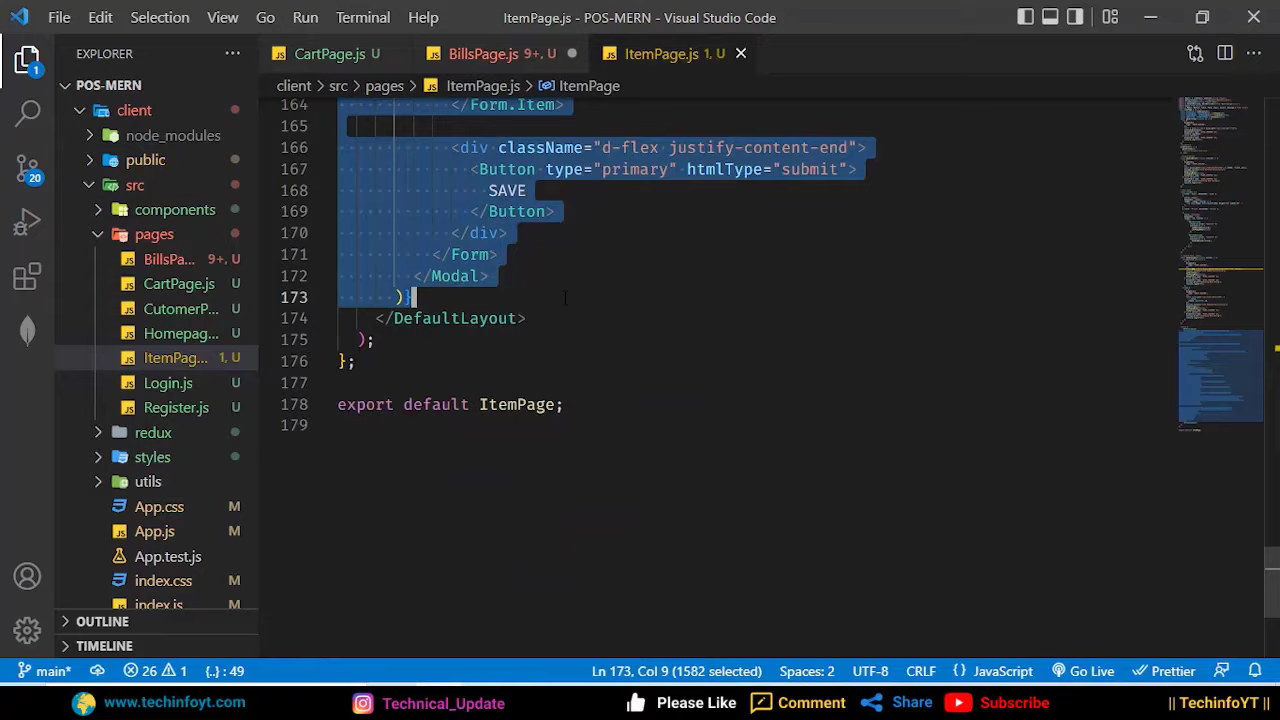 File Edit Selection View Go Run Terminal Help ItemPage.js - POS-MERN - Visual Studio Code
EXPLORER
CartPage.js U
BillsPage.js 9+, U
ItemPage.js 1, U
POS-MERN
client > src > pages > ItemPage.js > ItemPage
client
node_modules
public
src
components
pages
BillsPa... 9+, U
CartPage.js U
CutomerP... U
Homepag... U
ItemPag... 1, U
Login.js U
Register.js U
redux
styles
utils
App.css M
App.js M
App.test.js
index.css M
index.js M
OUTLINE
TIMELINE
164 </Form.Item>
165
166 <div className="d-flex justify-content-end">
167 <Button type="primary" htmlType="submit">
168 SAVE
169 </Button>
170 </div>
171 </Form>
172 </Modal>
173 )}
174 </DefaultLayout>
175 );
176 };
177
178 export default ItemPage;
179
1
20
main* 26 1 {..} : 49 Ln 173, Col 9 (1582 selected) Spaces: 2 UTF-8 CRLF {} JavaScript Go Live Prettier
www.techinfoyt.com Technical_Update Please Like Comment Share Subscribe || TechinfoYT ||